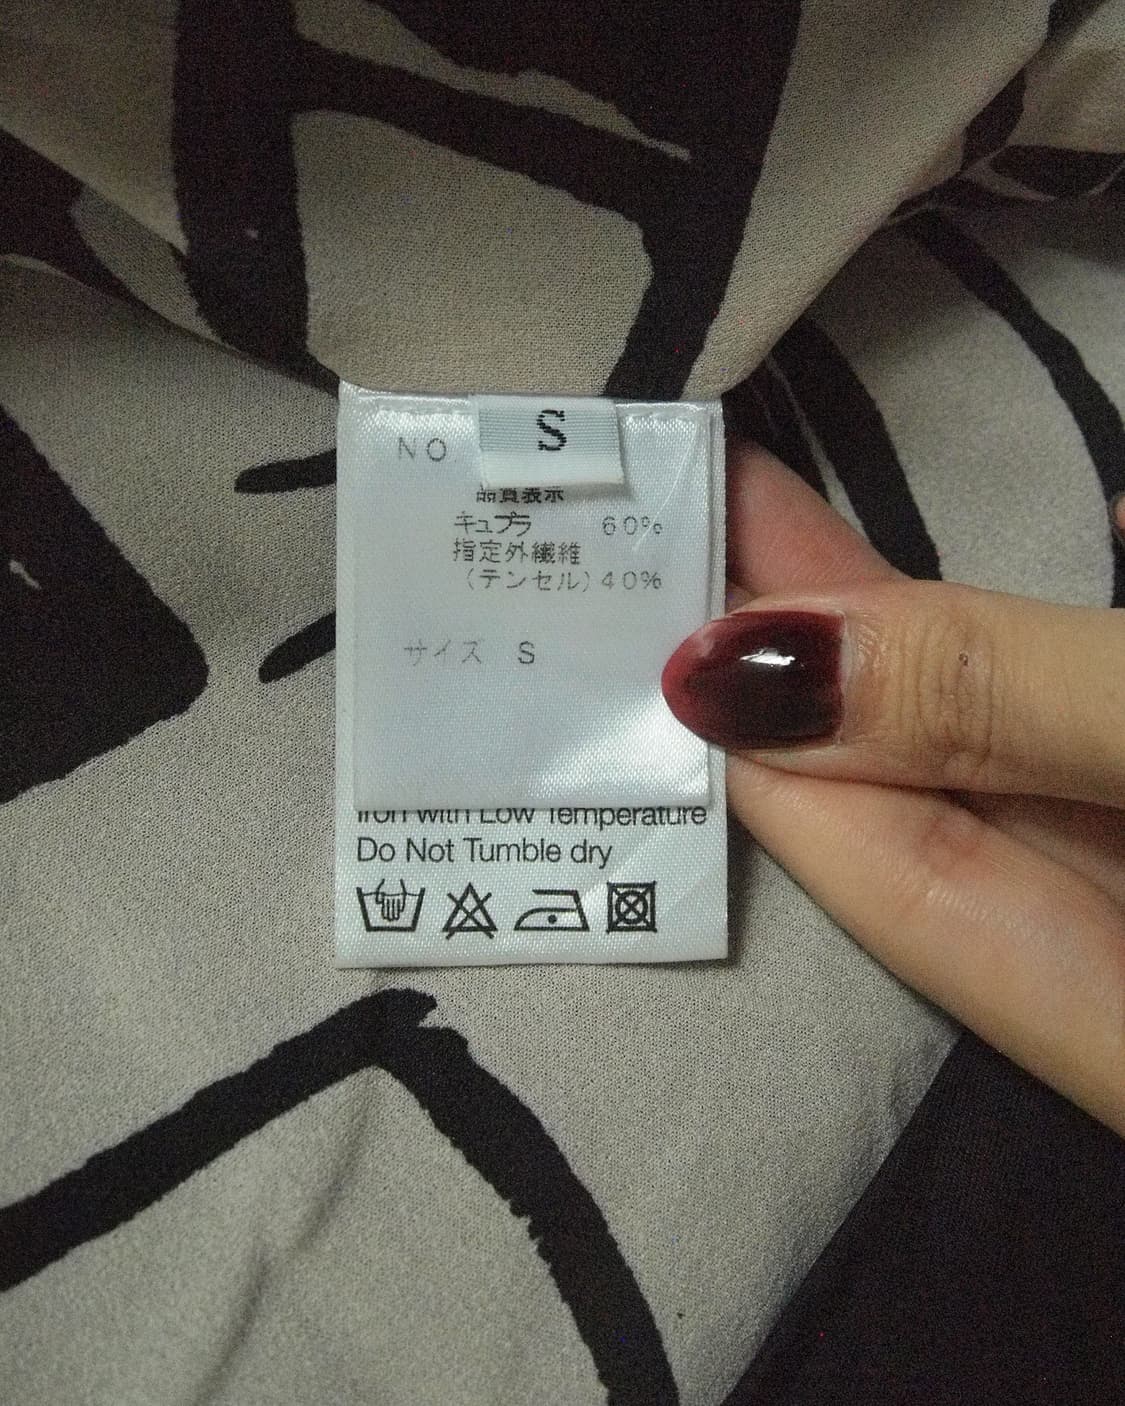 S
NO
品質表示
キュプラ 60%
指定外繊維
(テンセル) 40%
サイズ S
Iron with Low Temperature
Do Not Tumble dry